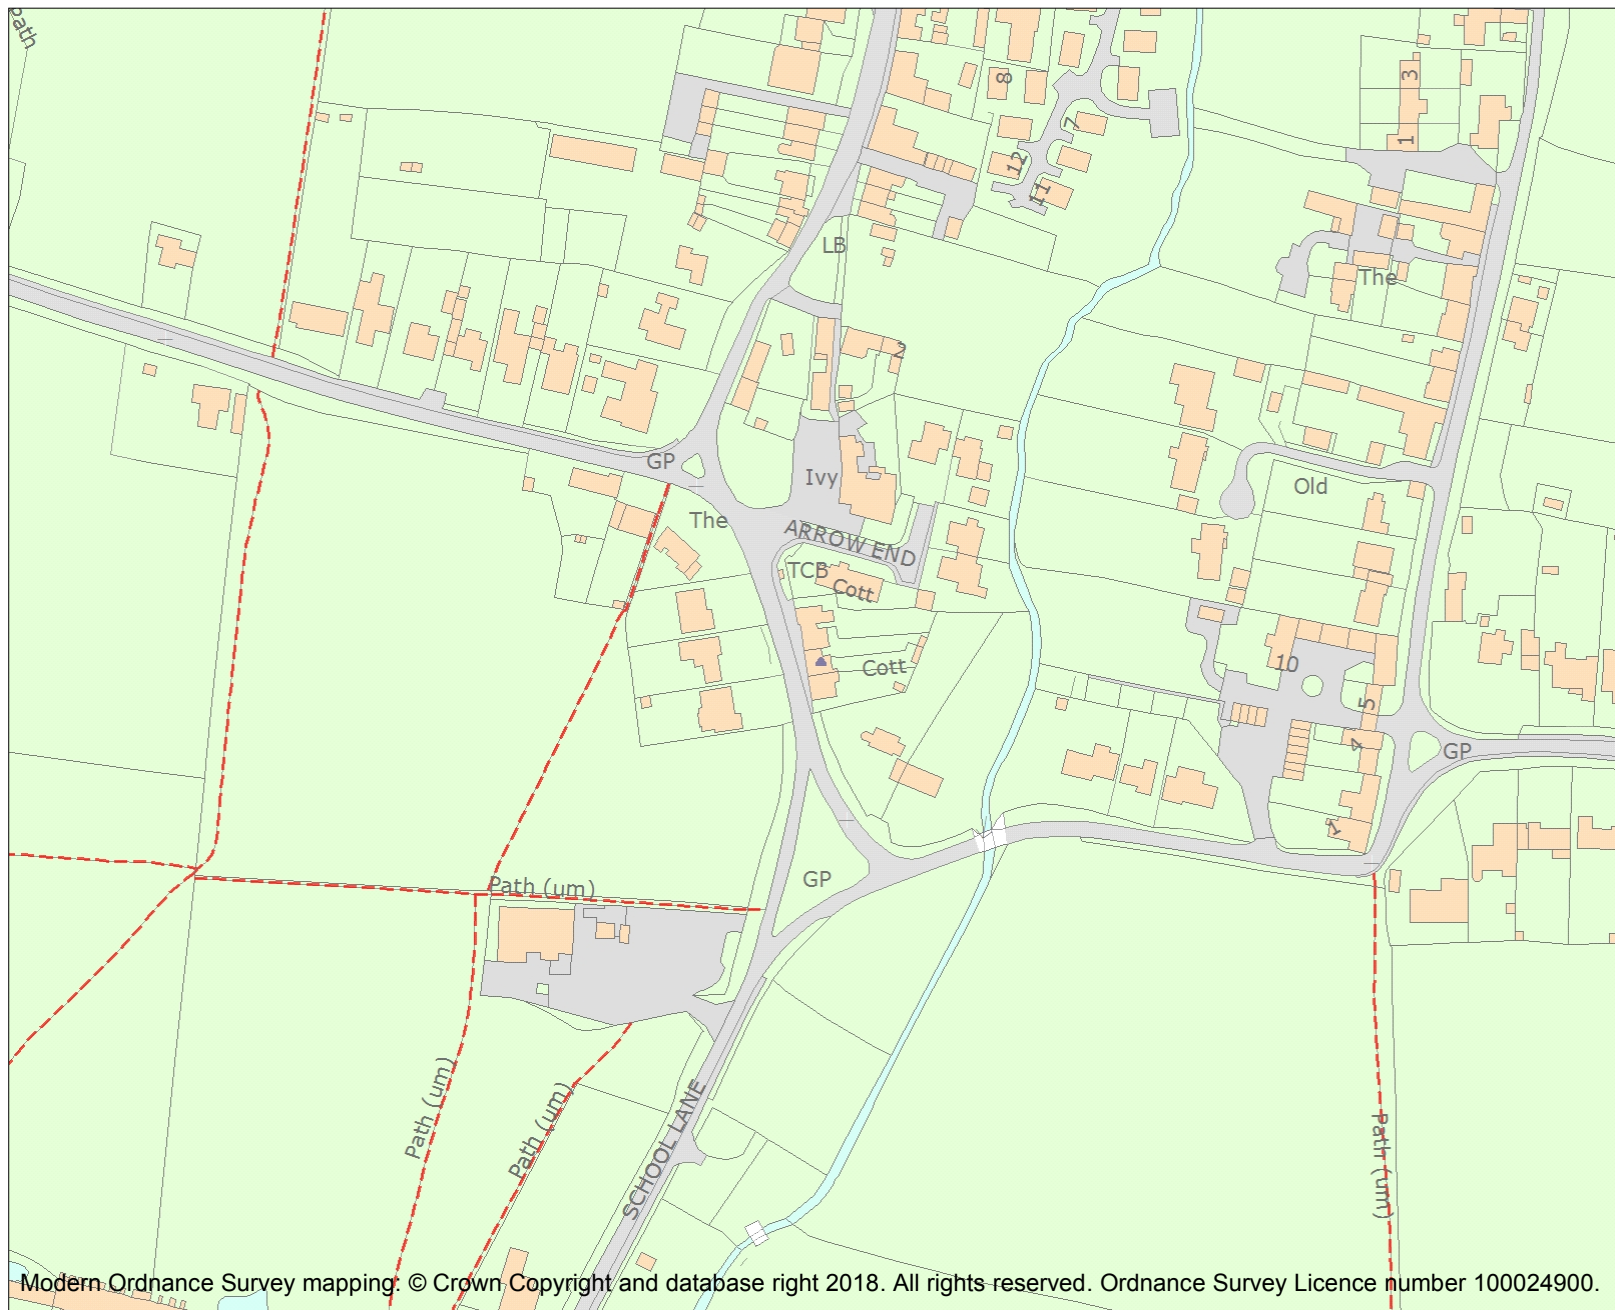 Path
8
3
7
1
12
11
LB
The
2
GP
Ivy
Old
The
ARROW END
TCB
Cott
Cott
10
5
4
GP
1
GP
Path (um)
Path (um)
Path (um)
SCHOOL LANE
Path (um)
Modern Ordnance Survey mapping: © Crown Copyright and database right 2018. All rights reserved. Ordnance Survey Licence number 100024900.